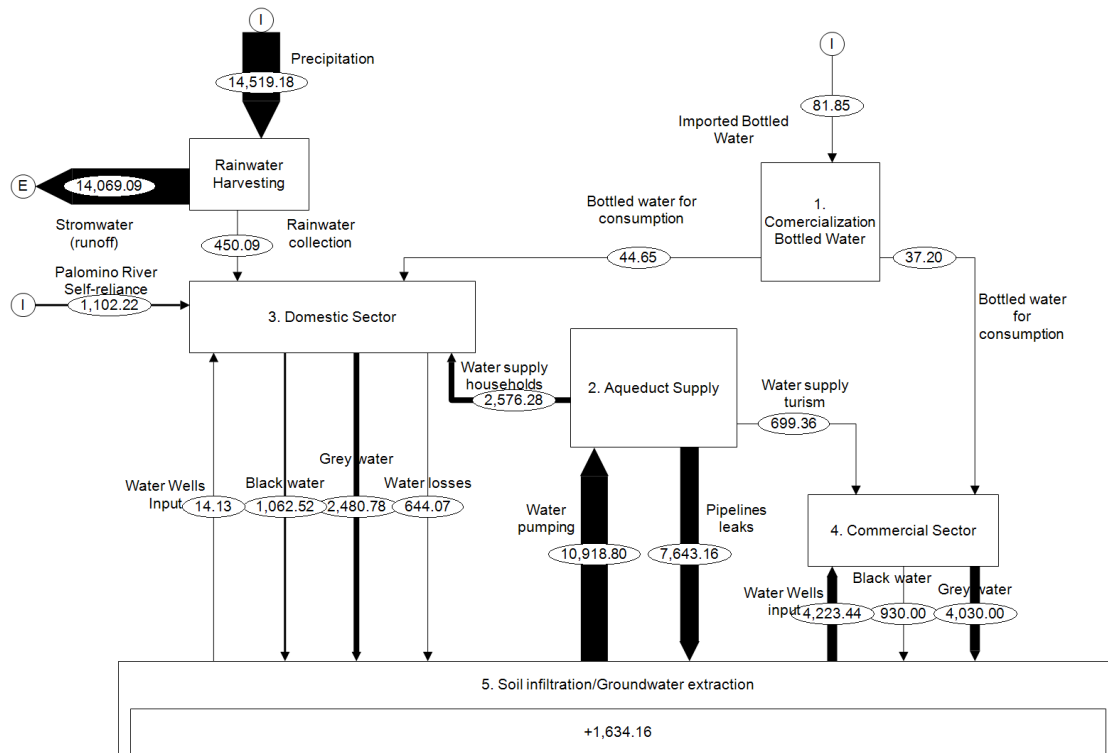 I
Precipitation
14,519.18
I
81.85
Imported Bottled
Water
Rainwater
Harvesting
E
14,069.09
Stromwater
(runoff)
450.09
Rainwater
collection
1.
Comercialization
Bottled Water
Bottled water for
consumption
44.65
37.20
Bottled water
for
consumption
Palomino River
Self-reliance
I
1,102.22
3. Domestic Sector
2. Aqueduct Supply
Water supply
households
2,576.28
Water supply
turism
699.36
Water Wells
Input
14.13
Black water
1,062.52
Grey water
2,480.78
Water losses
644.07
Water
pumping
10,918.80
Pipelines
leaks
7,643.16
4. Commercial Sector
Water Wells
input
4,223.44
Black water
930.00
Grey water
4,030.00
5. Soil infiltration/Groundwater extraction
+1,634.16